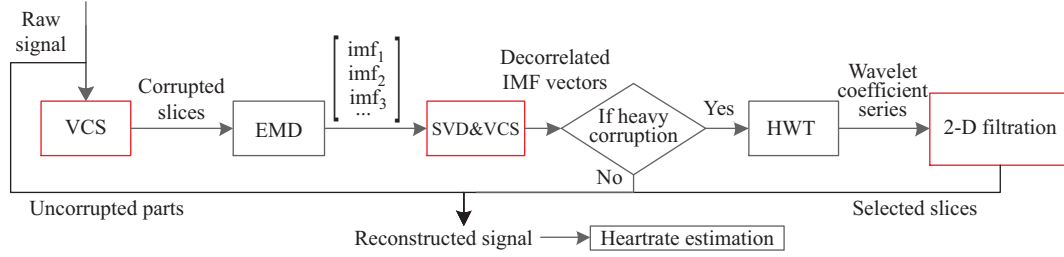 Raw
signal
VCS
Corrupted
slices
EMD
imf₁
imf₂
imf₃
...
SVD&VCS
Decorrelated
IMF vectors
If heavy
corruption
Yes
No
HWT
Wavelet
coefficient
series
2-D filtration
Uncorrupted parts
Selected slices
Reconstructed signal
Heartrate estimation